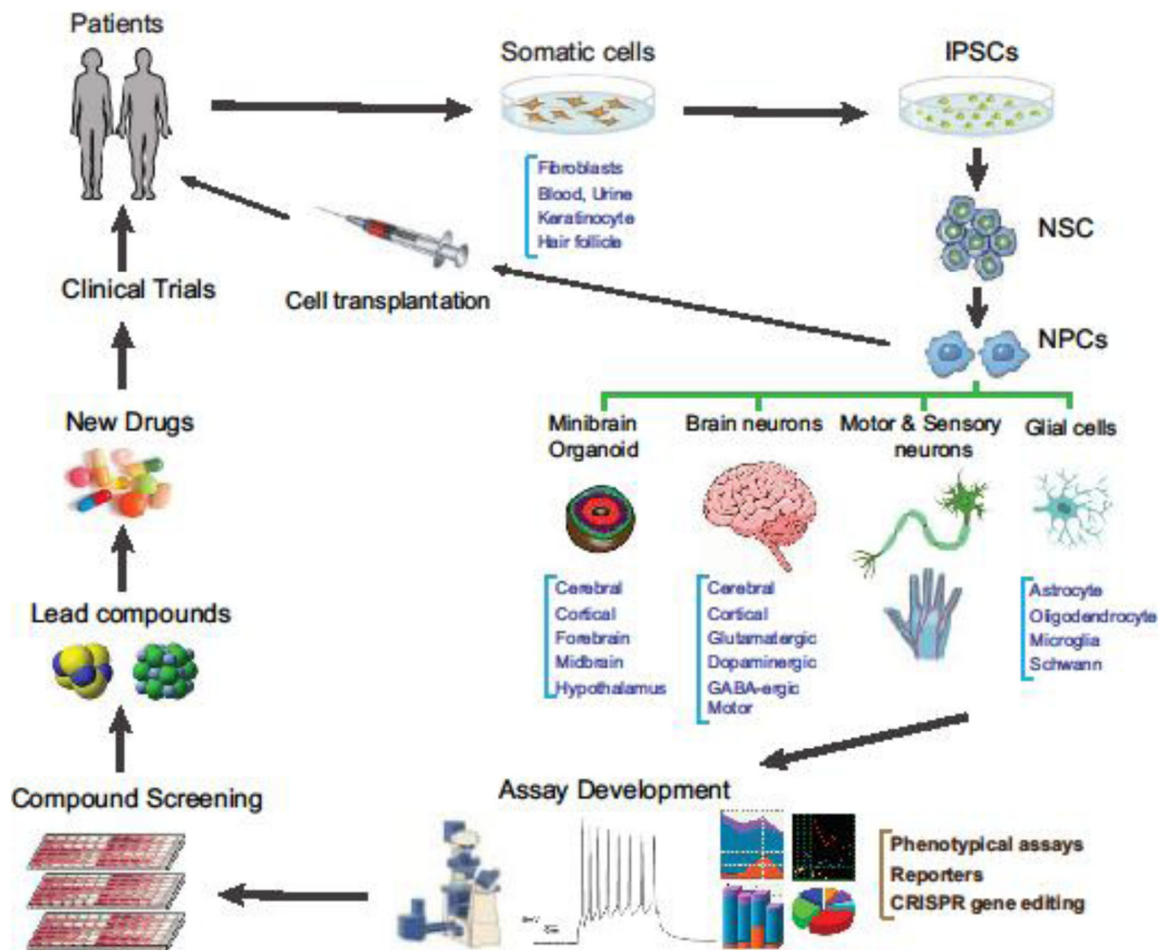 Patients
Somatic cells
IPSCs
Fibroblasts
Blood, Urine
Keratinocyte
Hair follicle
NSC
Clinical Trials
Cell transplantation
NPCs
New Drugs
Minibrain
Organoid
Brain neurons
Motor & Sensory
neurons
Glial cells
Cerebral
Cortical
Forebrain
Midbrain
Hypothalamus
Cerebral
Cortical
Glutamatergic
Dopaminergic
GABA-ergic
Motor
Astrocyte
Oligodendrocyte
Microglia
Schwann
Lead compounds
Compound Screening
Assay Development
Phenotypical assays
Reporters
CRISPR gene editing